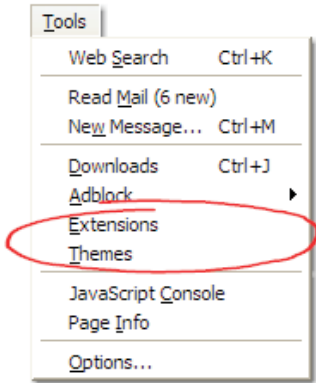 Tools
Web Search Ctrl+K
Read Mail (6 new)
New Message... Ctrl+M
Downloads Ctrl+J
Adblock
Extensions
Themes
JavaScript Console
Page Info
Options...